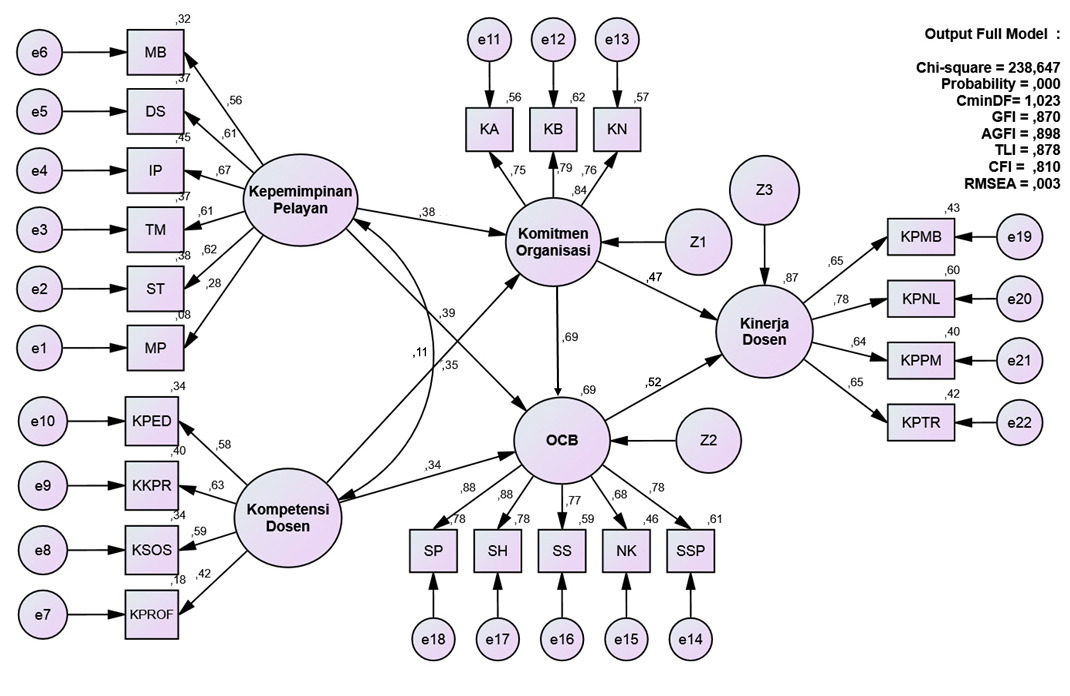 Output Full Model :
Chi-square = 238,647
Probability = ,000
CminDF= 1,023
GFI = ,870
AGFI = ,898
TLI = ,878
CFI = ,810
RMSEA = ,003
e6
MB
,32
,56
e5
DS
,37
,61
e4
IP
,45
,67
e3
TM
,37
,61
e2
ST
,38
,62
e1
MP
,08
,28
Kepemimpinan
Pelayan
e10
KPED
,34
,58
e9
KKPR
,40
,63
e8
KSOS
,34
,59
e7
KPROF
,18
,42
Kompetensi
Dosen
,11
,38
,39
,35
,34
e11
e12
e13
KA
,56
KB
,62
KN
,57
,75
,79
,76
,84
Komitmen
Organisasi
Z1
,47
,69
,69
OCB
Z2
,52
,88
,88
,77
,68
,78
SP
,78
SH
,78
SS
,59
NK
,46
SSP
,61
e18
e17
e16
e15
e14
Z3
,87
Kinerja
Dosen
,65
KPMB
,43
e19
,78
KPNL
,60
e20
,64
KPPM
,40
e21
,65
KPTR
,42
e22